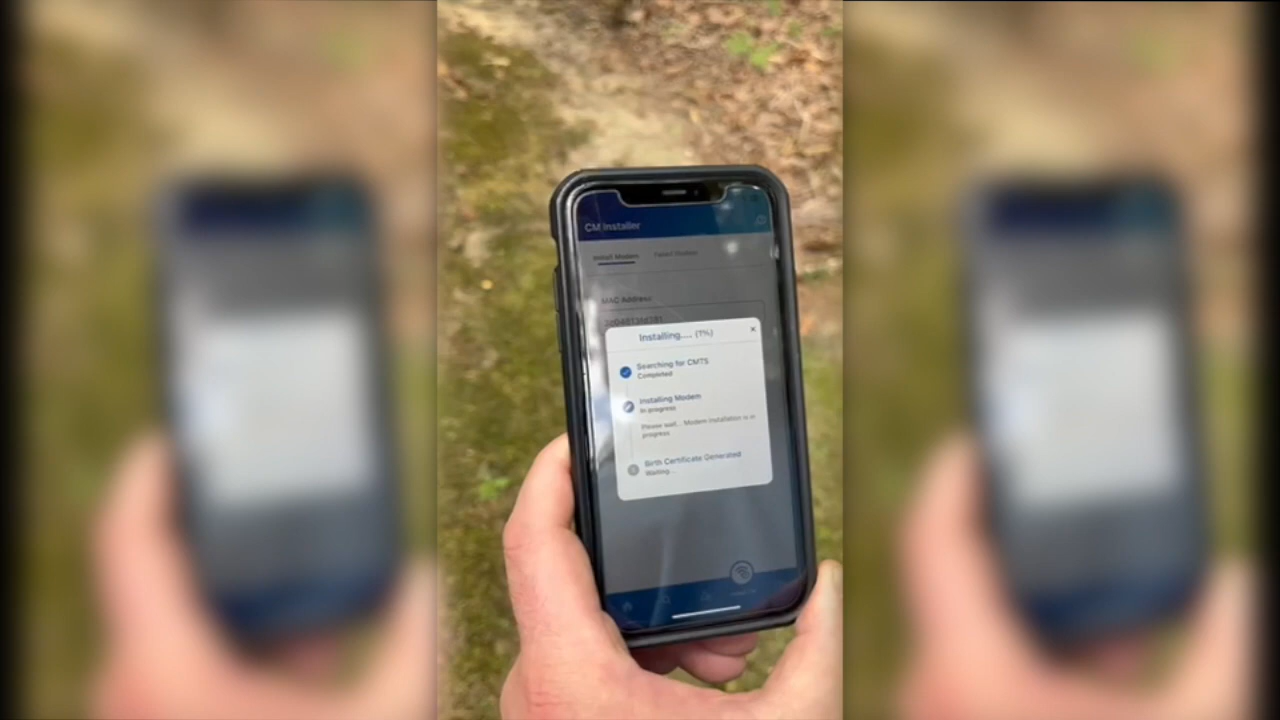 CM Installer
Install Modem
MAC Address
Installing.... (1%)
Searching for CMTS
Completed
Installing Modem
In progress
Please wait... Modem installation is in
progress
Birth Certificate Generated
Waiting...